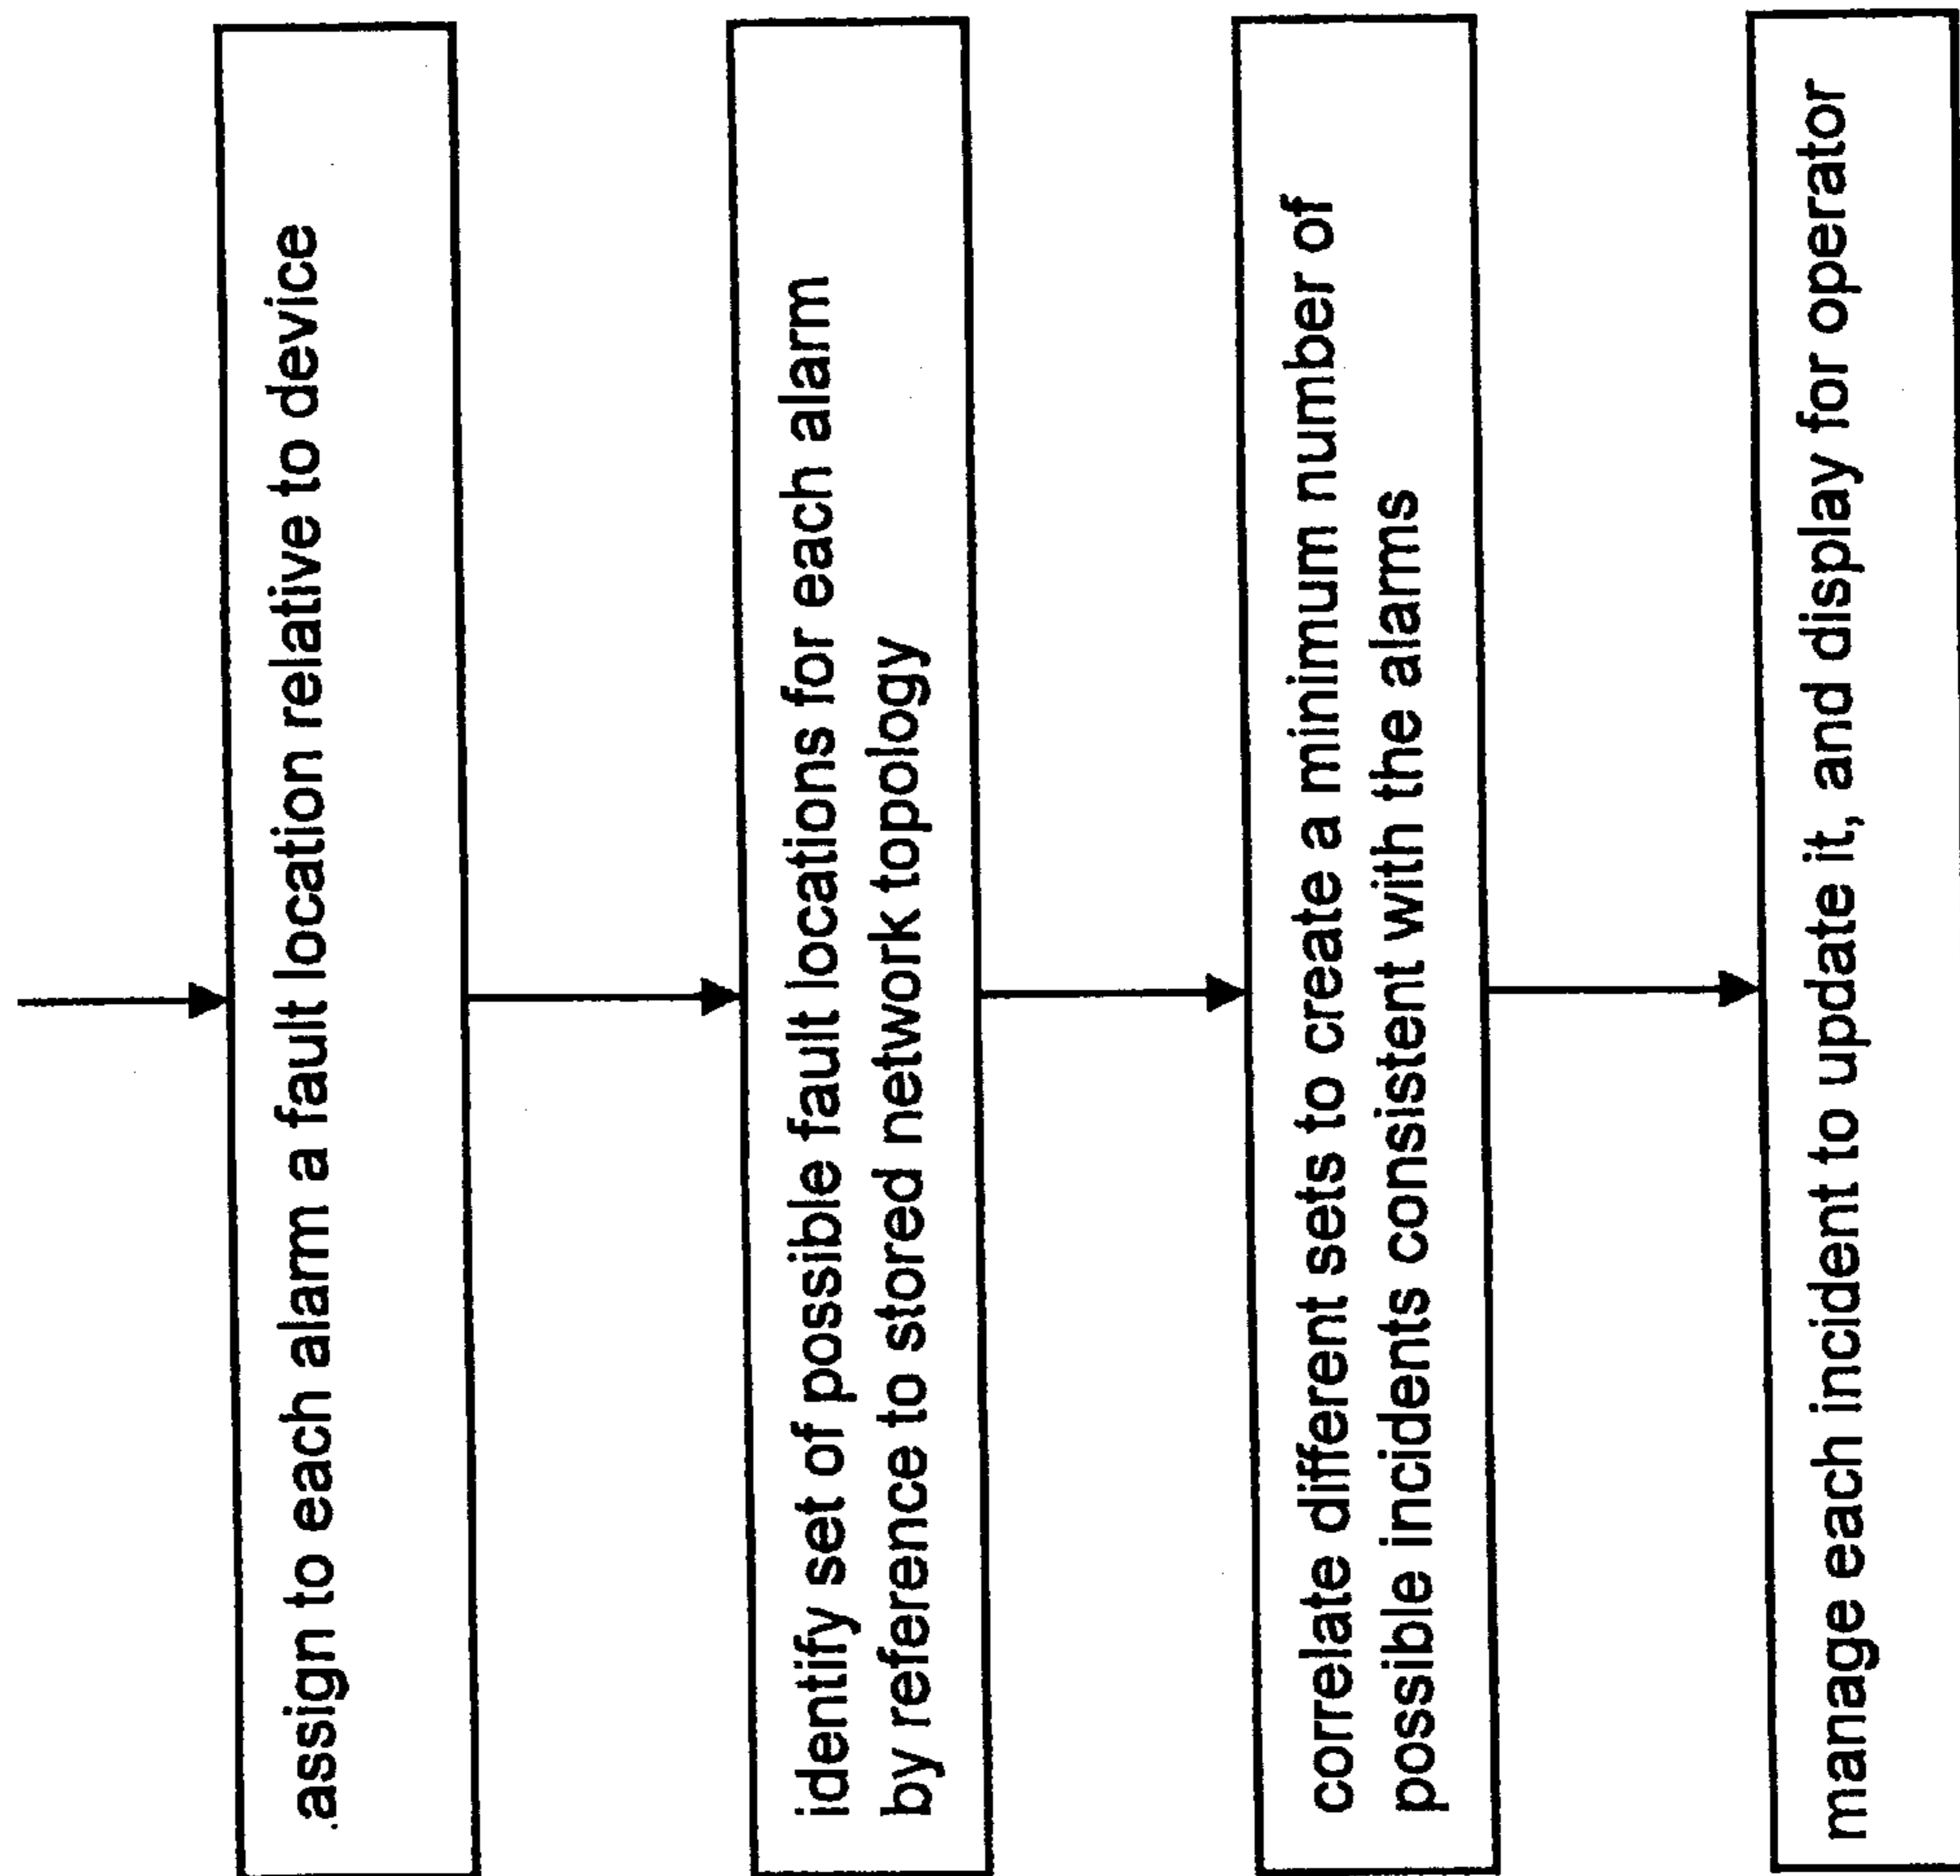 assign to each alarm a fault location relative to device
identify set of possible fault locations for each alarm
by reference to stored network topology
correlate different sets to create a minimum number of
possible incidents consistent with the alarms
manage each incident to update it, and display for operator